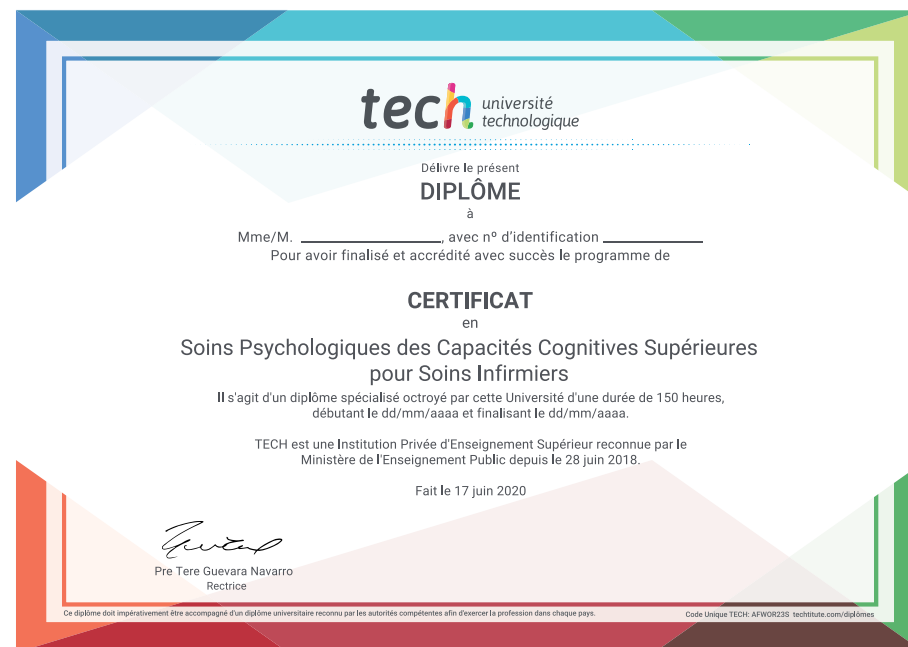 tech université
technologique
Délivre le présent
DIPLÔME
à
Mme/M. ____________________, avec nº d'identification ______________
Pour avoir finalisé et accrédité avec succès le programme de
CERTIFICAT
en
Soins Psychologiques des Capacités Cognitives Supérieures
pour Soins Infirmiers
Il s'agit d'un diplôme spécialisé octroyé par cette Université d'une durée de 150 heures,
débutant le dd/mm/aaaa et finalisant le dd/mm/aaaa.
TECH est une Institution Privée d'Enseignement Supérieur reconnue par le
Ministère de l'Enseignement Public depuis le 28 juin 2018.
Fait le 17 juin 2020
Pre Tere Guevara Navarro
Rectrice
Ce diplôme doit impérativement être accompagné d'un diplôme universitaire reconnu par les autorités compétentes afin d'exercer la profession dans chaque pays.
Code Unique TECH: AFWOR23S techtitute.com/diplômes